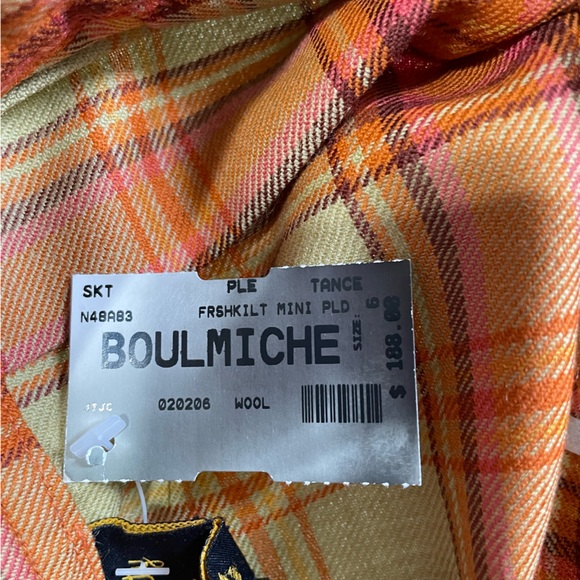 SKT PLE TANCE
N48A83 FRSHKILT MINI PLD
BOULMICHE
SIZE: 6
$ 188.00
020206 WOOL